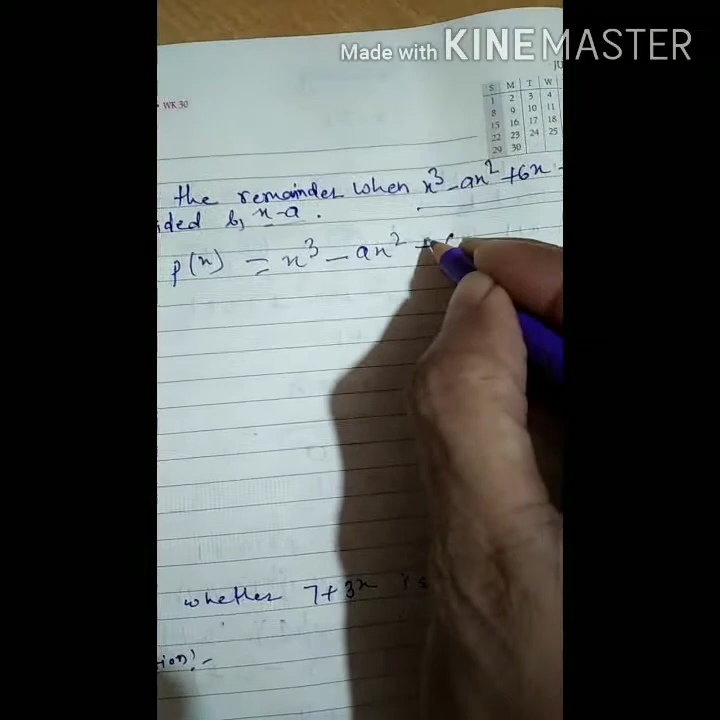 Made with KINEMASTER
WK 30
S M T W
1 2 3 4
8 9 10 11
15 16 17 18
22 23 24 25
29 30
the remainder when x³ - ax² + 6x -
ided by x-a.
p(x) = x³ - ax² +
whether 7+3x is
ion:-